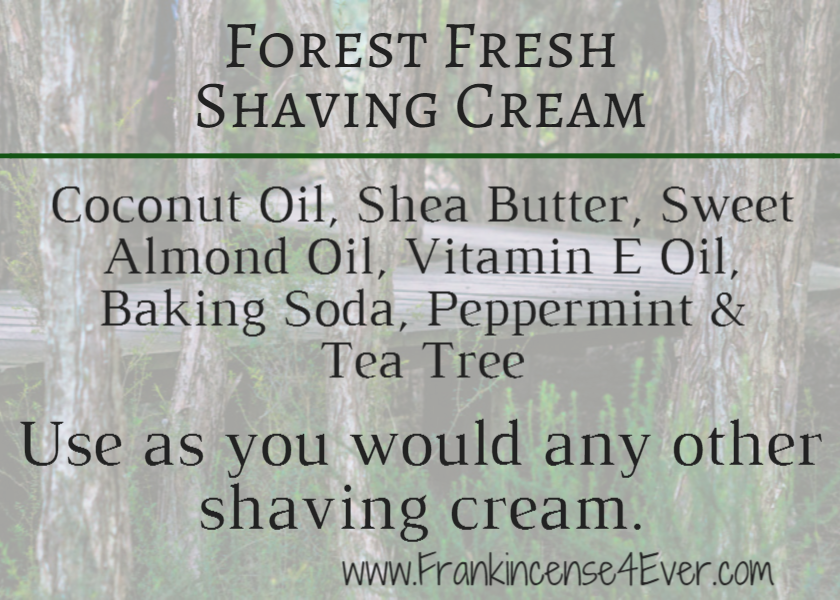 Forest Fresh
Shaving Cream
Coconut Oil, Shea Butter, Sweet
Almond Oil, Vitamin E Oil,
Baking Soda, Peppermint &
Tea Tree
Use as you would any other
shaving cream.
www.Frankincense4Ever.com